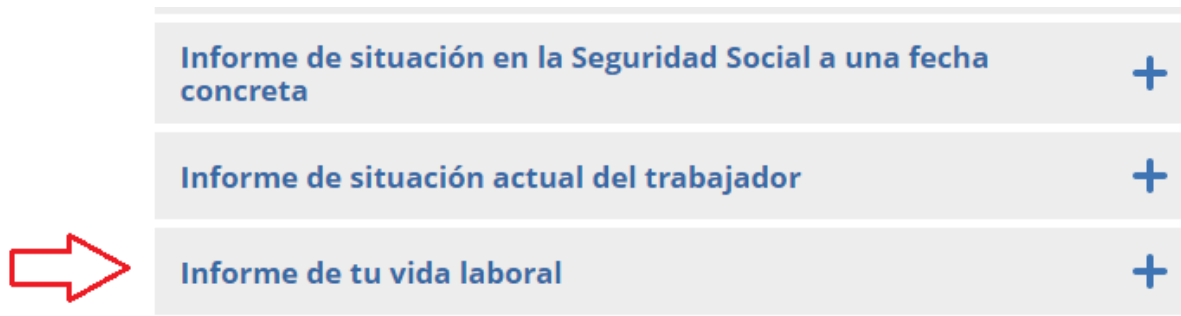 Informe de situación en la Seguridad Social a una fecha
concreta
Informe de situación actual del trabajador
Informe de tu vida laboral